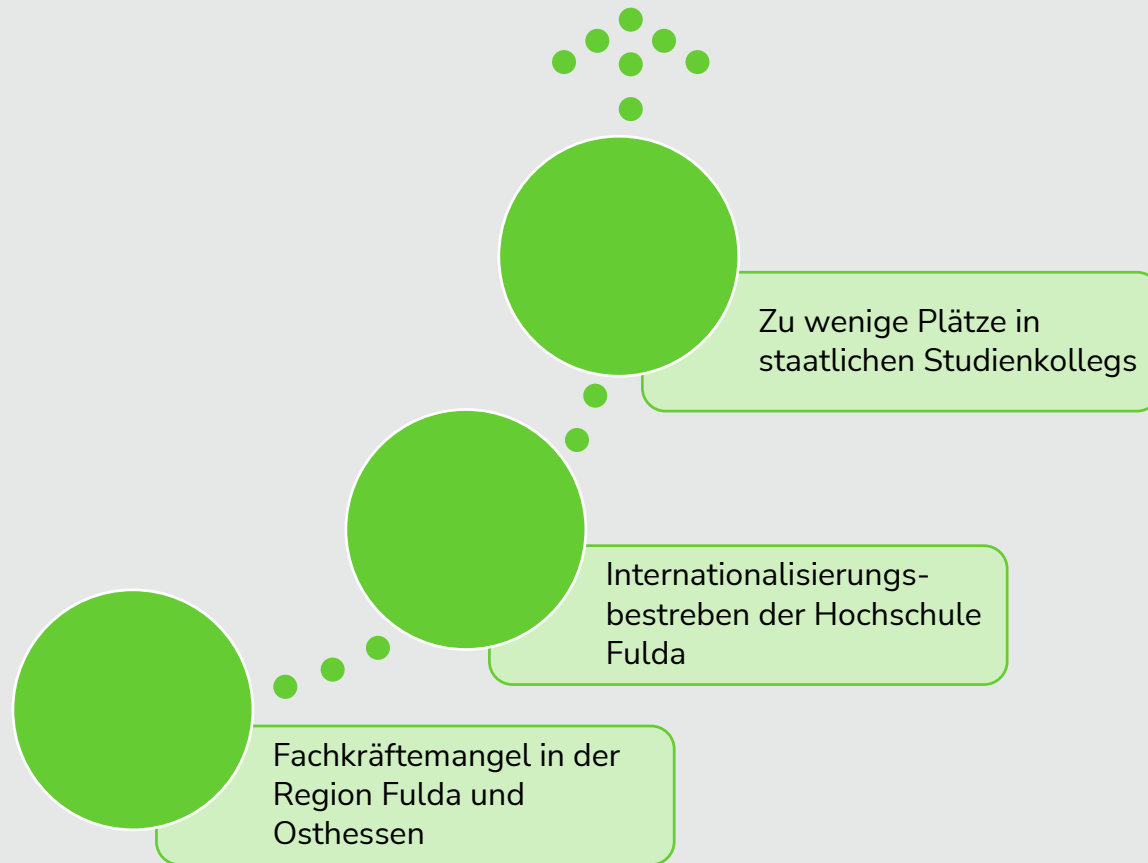 Zu wenige Plätze in
staatlichen Studienkollegs
Internationalisierungs-
bestreben der Hochschule
Fulda
Fachkräftemangel in der
Region Fulda und
Osthessen